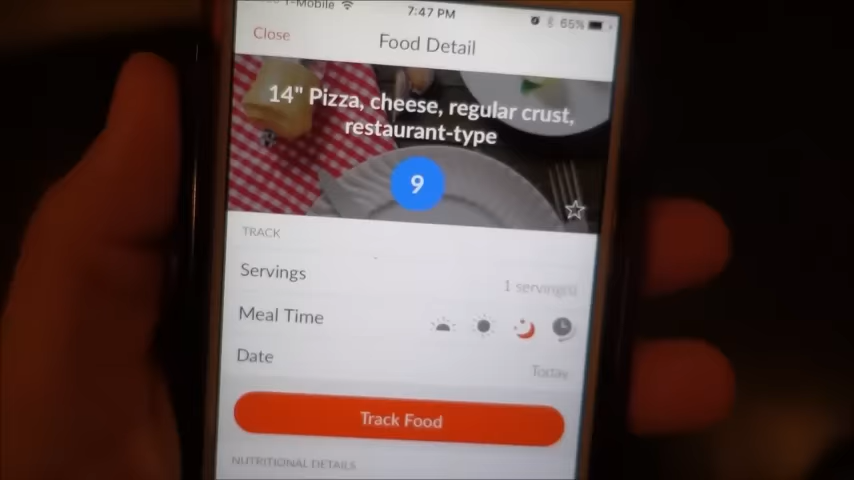 T-Mobile 7:47 PM 65%
Close Food Detail
14" Pizza, cheese, regular crust,
restaurant-type
9
TRACK
Servings 1 serving(s)
Meal Time
Date Today
Track Food
NUTRITIONAL DETAILS